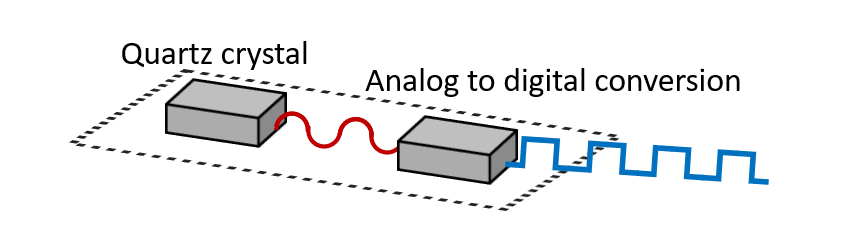 Quartz crystal
Analog to digital conversion